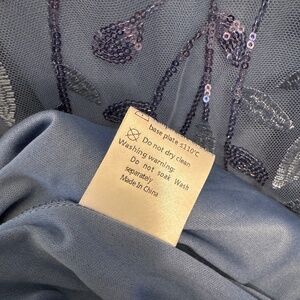 base plate ≤110℃
Do not dry clean
Washing warning:
Do not soak Wash
separately
Made In China